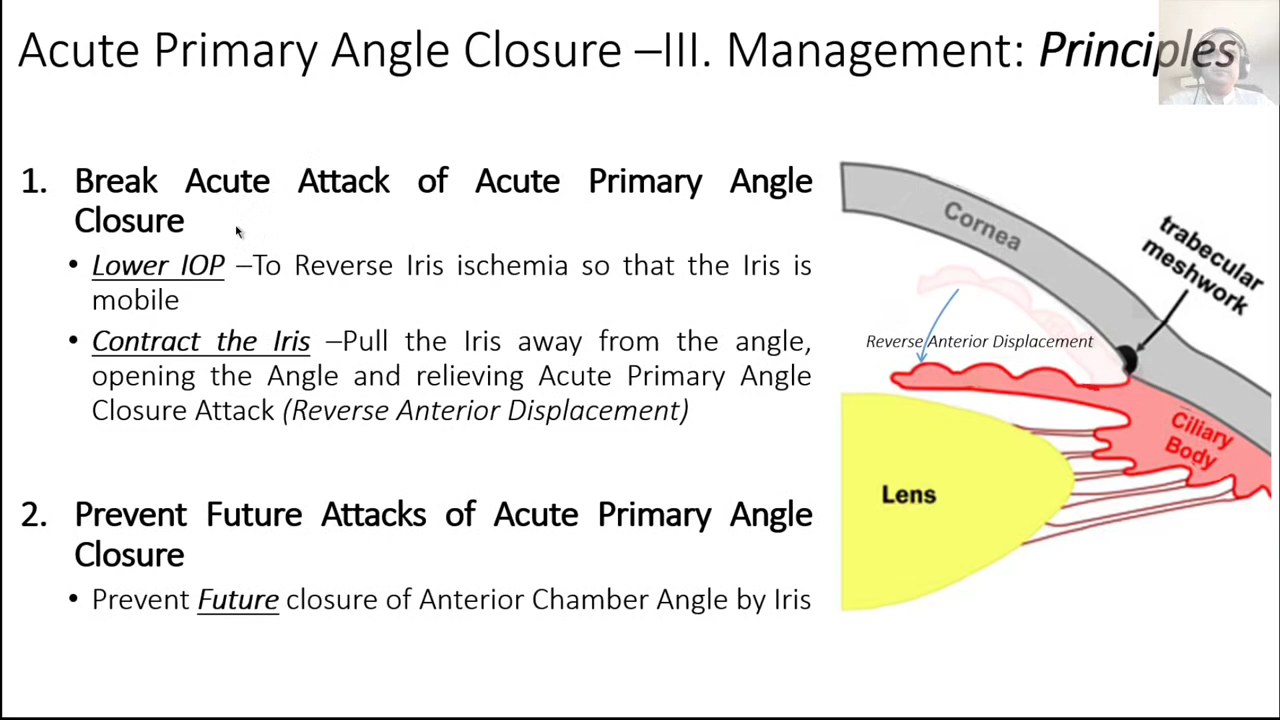 Acute Primary Angle Closure –III. Management: Principles
1. Break Acute Attack of Acute Primary Angle
Closure
• Lower IOP –To Reverse Iris ischemia so that the Iris is
mobile
• Contract the Iris –Pull the Iris away from the angle,
opening the Angle and relieving Acute Primary Angle
Closure Attack (Reverse Anterior Displacement)
2. Prevent Future Attacks of Acute Primary Angle
Closure
• Prevent Future closure of Anterior Chamber Angle by Iris
Cornea
trabecular
meshwork
Reverse Anterior Displacement
Ciliary
Body
Lens